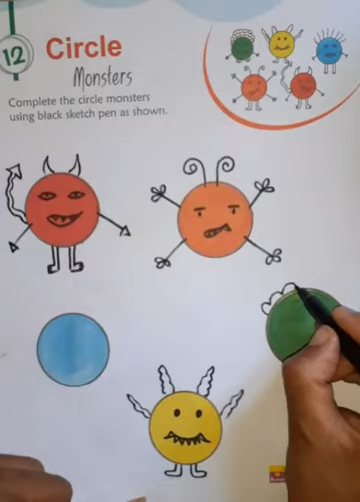 12
Circle
Monsters
Complete the circle monsters
using black sketch pen as shown.